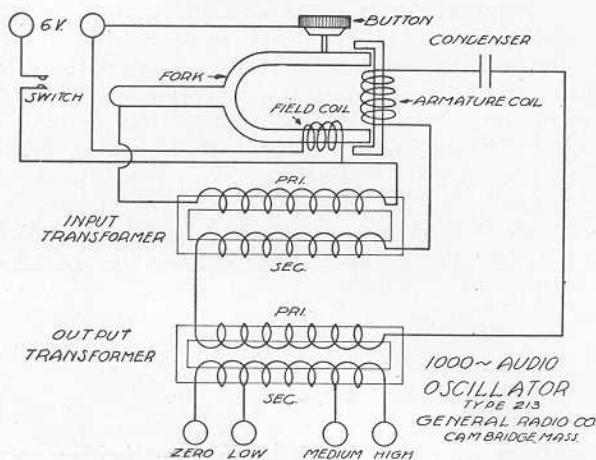 6 V.
BUTTON
CONDENSER
FORK
SWITCH
FIELD COIL
ARMATURE COIL
PRI.
INPUT
TRANSFORMER
SEC.
PRI.
OUTPUT
TRANSFORMER
SEC.
1000~ AUDIO
OSCILLATOR
TYPE 213
GENERAL RADIO CO
CAMBRIDGE, MASS.
ZERO LOW MEDIUM HIGH